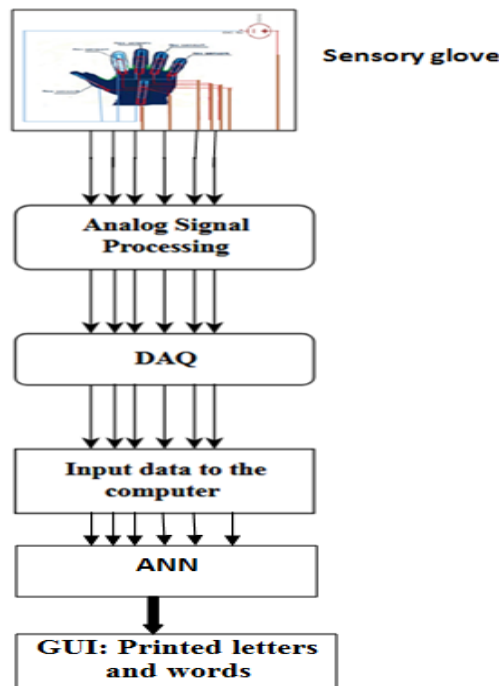 Sensory glove
Analog Signal
Processing
DAQ
Input data to the
computer
ANN
GUI: Printed letters
and words